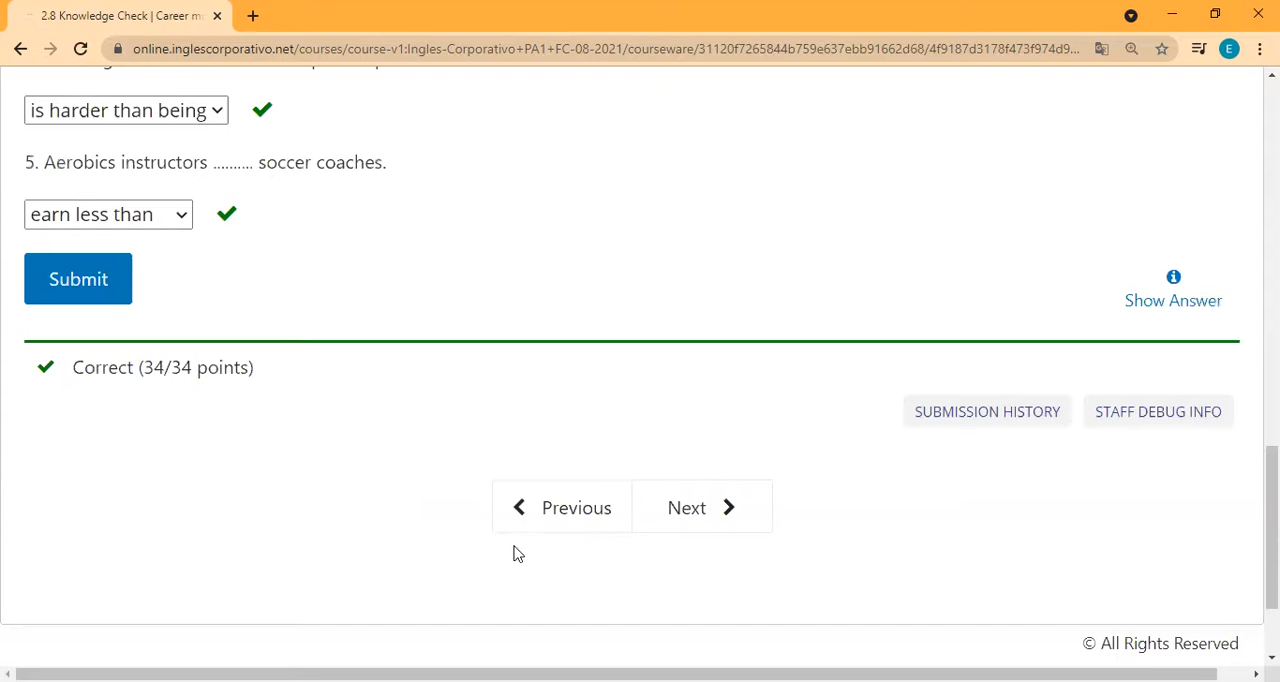 2.8 Knowledge Check | Career m
online.inglescorporativo.net/courses/course-v1:Ingles-Corporativo+PA1+FC-08-2021/courseware/31120f7265844b759e637ebb91662d68/4f9187d3178f473f974d9...
E
is harder than being
5. Aerobics instructors .......... soccer coaches.
earn less than
Submit
Show Answer
Correct (34/34 points)
SUBMISSION HISTORY
STAFF DEBUG INFO
Previous
Next
© All Rights Reserved